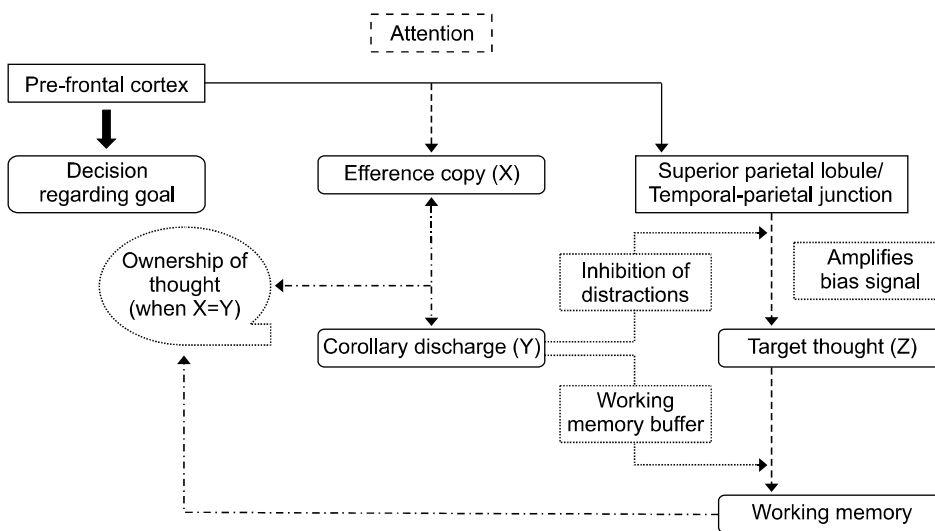 Attention
Pre-frontal cortex
Decision
regarding goal
Efference copy (X)
Superior parietal lobule/
Temporal-parietal junction
Ownership of
thought
(when X=Y)
Inhibition of
distractions
Amplifies
bias signal
Corollary discharge (Y)
Target thought (Z)
Working
memory buffer
Working memory